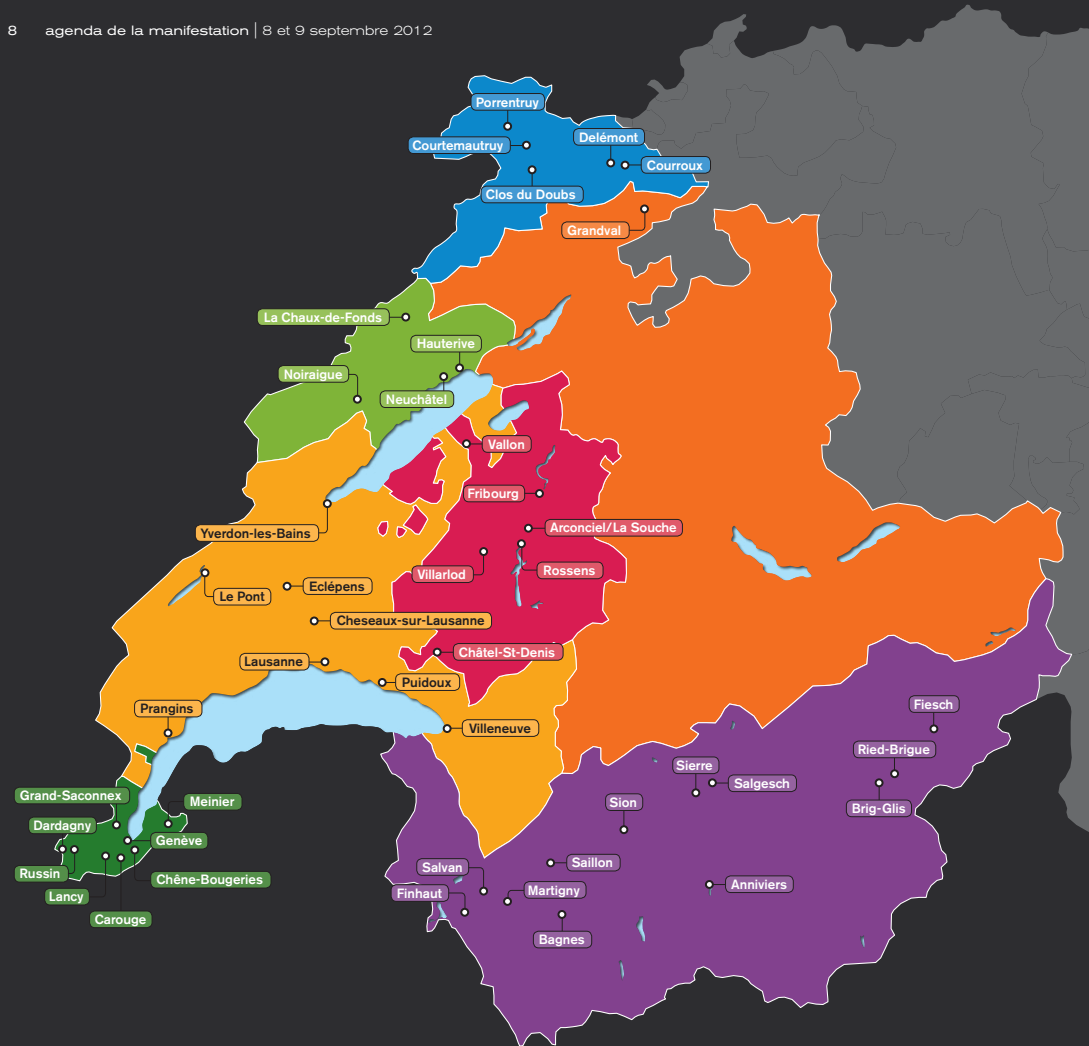 8 agenda de la manifestation | 8 et 9 septembre 2012
Porrentruy
Delémont
Courtemautruy
Courroux
Clos du Doubs
Grandval
La Chaux-de-Fonds
Hauterive
Noiraigue
Neuchâtel
Vallon
Fribourg
Arconciel/La Souche
Yverdon-les-Bains
Villarlod
Rossens
Eclépens
Le Pont
Cheseaux-sur-Lausanne
Châtel-St-Denis
Lausanne
Puidoux
Prangins
Villeneuve
Fiesch
Ried-Brigue
Sierre
Salgesch
Brig-Glis
Sion
Grand-Saconnex
Meinier
Dardagny
Genève
Russin
Chêne-Bougeries
Lancy
Carouge
Salvan
Saillon
Finhaut
Martigny
Anniviers
Bagnes